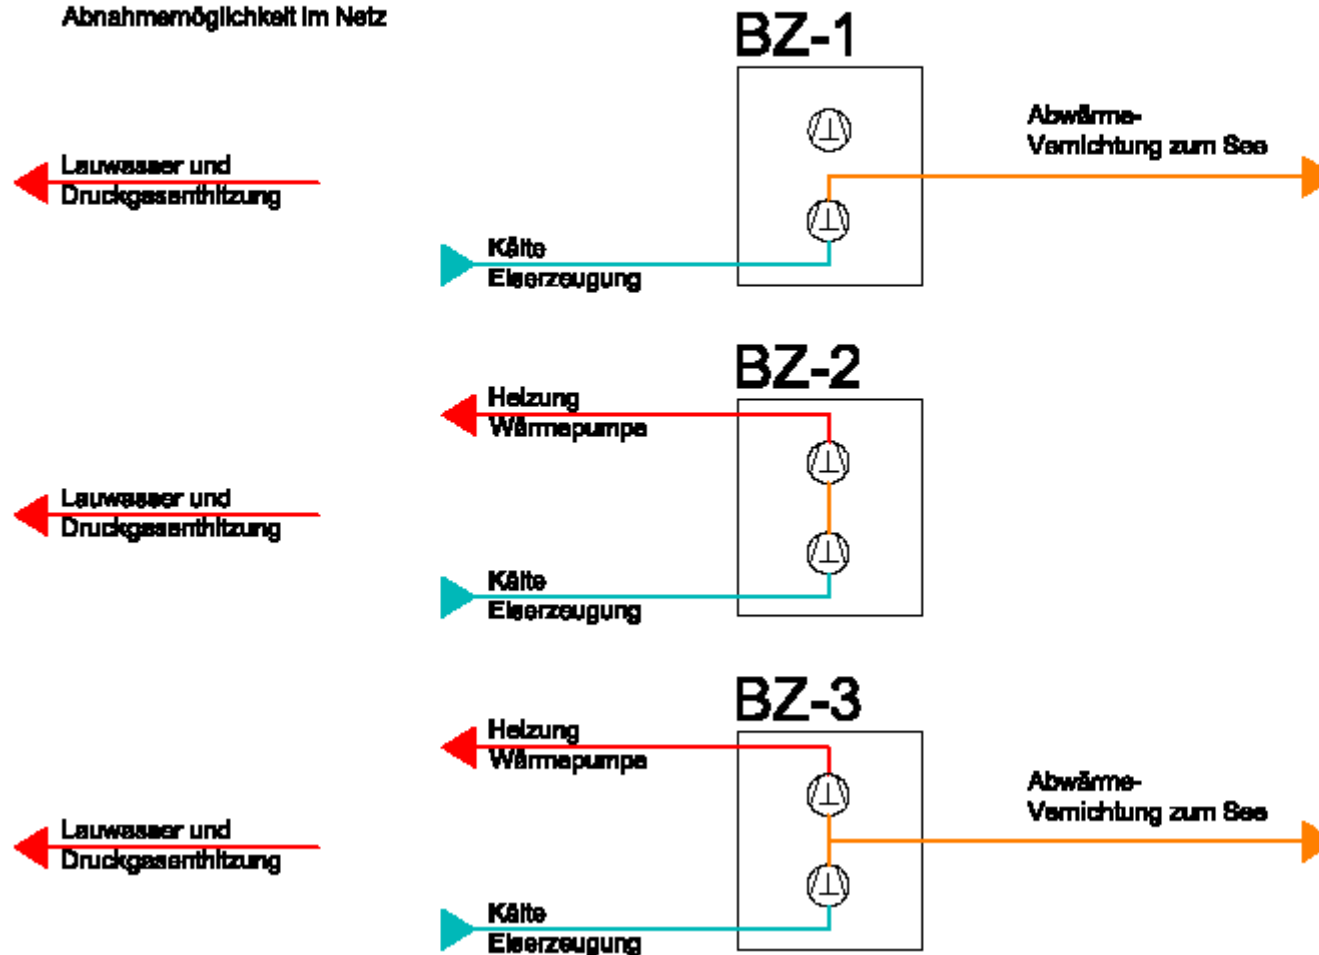 Abnahmemöglichkeit im Netz
BZ-1
Abwärme-
Vernichtung zum See
Lauwasser und
Druckgasenthitzung
Kälte
Eiserzeugung
BZ-2
Heizung
Wärmepumpe
Lauwasser und
Druckgasenthitzung
Kälte
Eiserzeugung
BZ-3
Heizung
Wärmepumpe
Abwärme-
Vernichtung zum See
Lauwasser und
Druckgasenthitzung
Kälte
Eiserzeugung